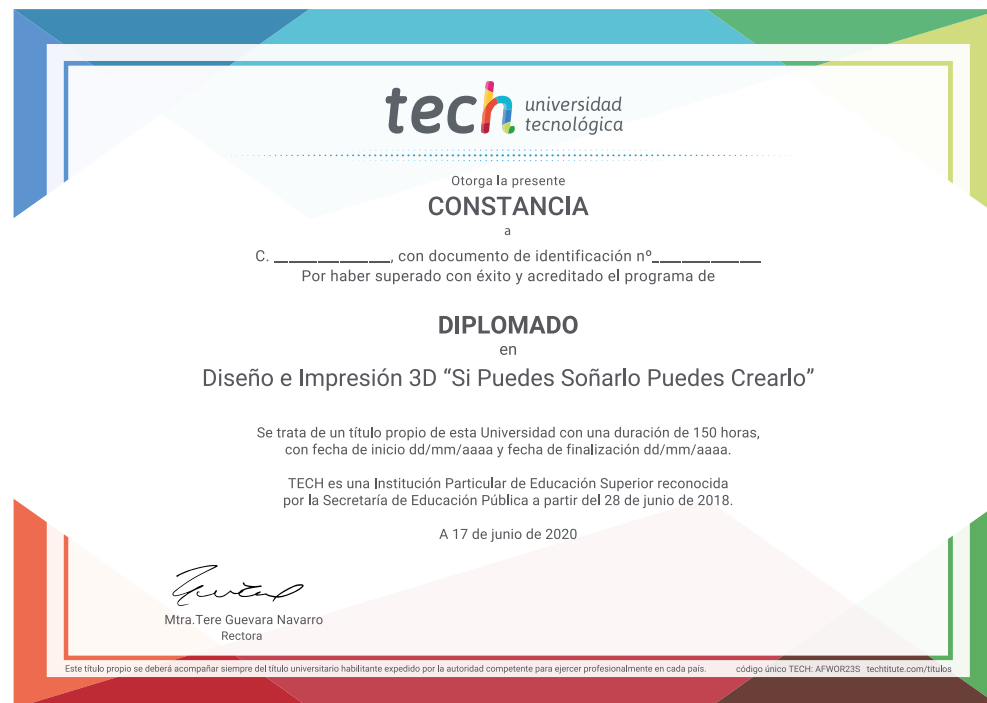 tech universidad
tecnológica
Otorga la presente
CONSTANCIA
a
C. ______________, con documento de identificación nº_____________
Por haber superado con éxito y acreditado el programa de
DIPLOMADO
en
Diseño e Impresión 3D “Si Puedes Soñarlo Puedes Crearlo”
Se trata de un título propio de esta Universidad con una duración de 150 horas,
con fecha de inicio dd/mm/aaaa y fecha de finalización dd/mm/aaaa.
TECH es una Institución Particular de Educación Superior reconocida
por la Secretaría de Educación Pública a partir del 28 de junio de 2018.
A 17 de junio de 2020
Mtra.Tere Guevara Navarro
Rectora
Este título propio se deberá acompañar siempre del título universitario habilitante expedido por la autoridad competente para ejercer profesionalmente en cada país. código único TECH: AFWOR23S techtitute.com/titulos